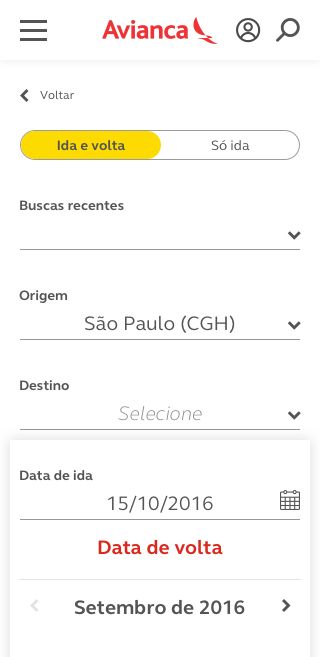 Avianca
Voltar
Ida e volta
Só ida
Buscas recentes
Origem
São Paulo (CGH)
Destino
Selecione
Data de ida
15/10/2016
Data de volta
Setembro de 2016